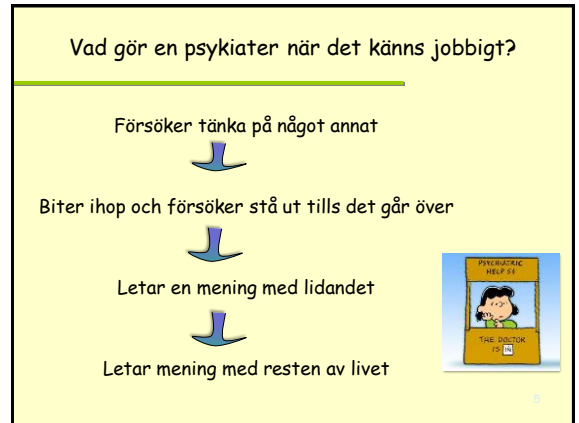 Vad gör en psykiater när det känns jobbigt?
Försöker tänka på något annat
Biter ihop och försöker stå ut tills det går över
Letar en mening med lidandet
PSYCHIATRIC
HELP 5¢
THE DOCTOR
IS IN
Letar mening med resten av livet
5